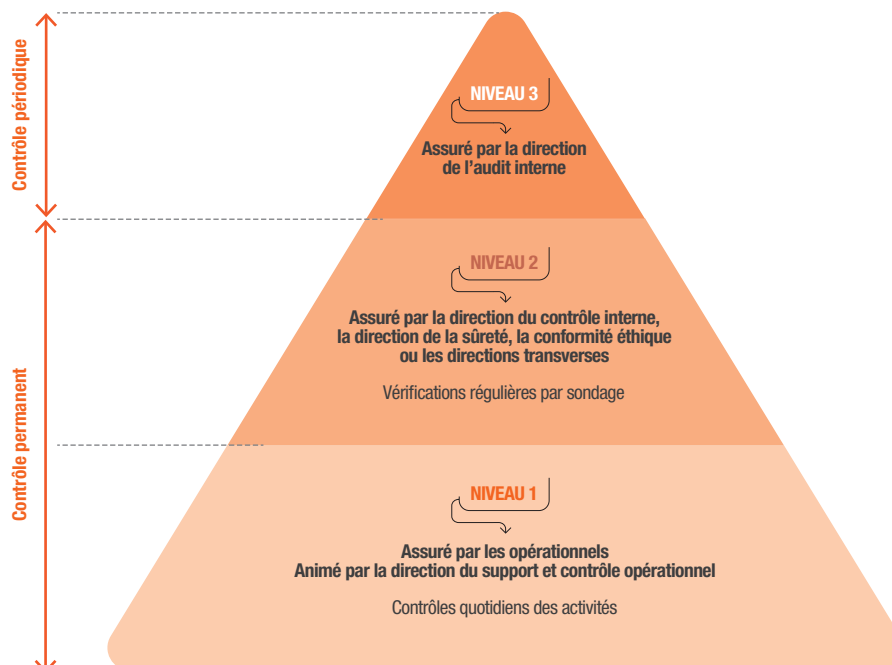 Contrôle périodique
NIVEAU 3
Assuré par la direction
de l'audit interne
Contrôle permanent
NIVEAU 2
Assuré par la direction du contrôle interne,
la direction de la sûreté, la conformité éthique
ou les directions transverses
Vérifications régulières par sondage
NIVEAU 1
Assuré par les opérationnels
Animé par la direction du support et contrôle opérationnel
Contrôles quotidiens des activités